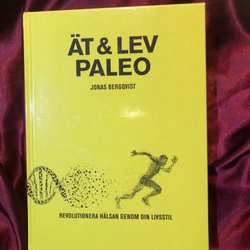 ÄT & LEV
PALEO
JONAS BERGQVIST
REVOLUTIONERA HÄLSAN GENOM DIN LIVSSTIL